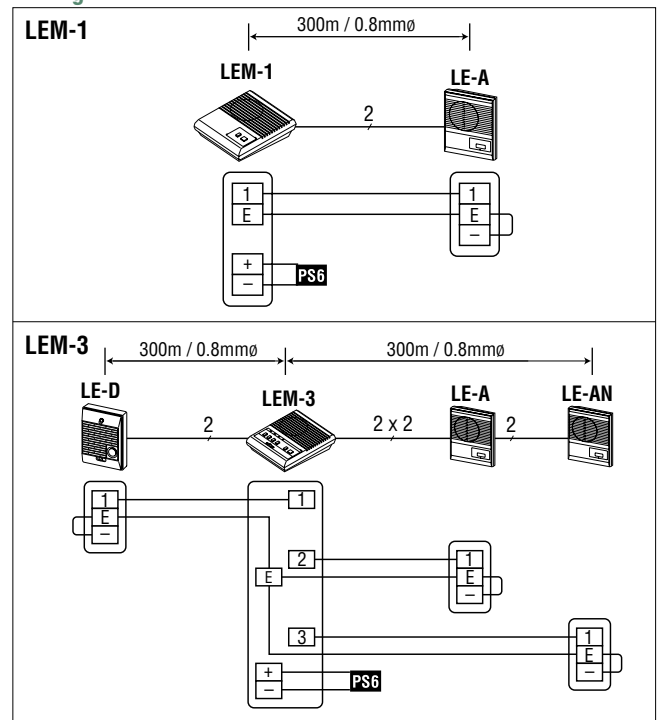 LEM-1
300m / 0.8mmø
LEM-1
LE-A
2
1
E
1
E
–
+
–
PS6
LEM-3
300m / 0.8mmø
300m / 0.8mmø
LE-D
LEM-3
LE-A
LE-AN
2
2 x 2
2
1
E
–
1
2
E
3
+
–
PS6
1
E
–
1
E
–